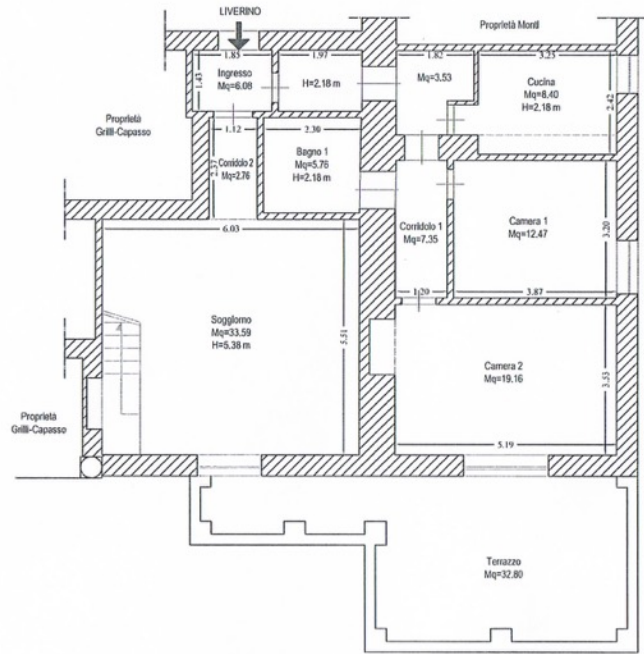 LIVERINO
Proprietà Monti
1.85
1.97
1.82
3.25
Ingresso
Mq=6.08
1.43
H=2.18 m
Mq=3.53
Cucina
Mq=8.40
H=2.18 m
2.42
Proprietà
Grilli-Capasso
1.12
2.30
Corridoio 2
Mq=2.76
2.37
Bagno 1
Mq=5.76
H=2.18 m
Corridoio 1
Mq=7.35
Camera 1
Mq=12.47
3.20
6.03
1.20
3.87
Soggiorno
Mq=33.59
H=5.38 m
5.51
Camera 2
Mq=19.16
3.53
Proprietà
Grilli-Capasso
5.19
Terrazzo
Mq=32.80